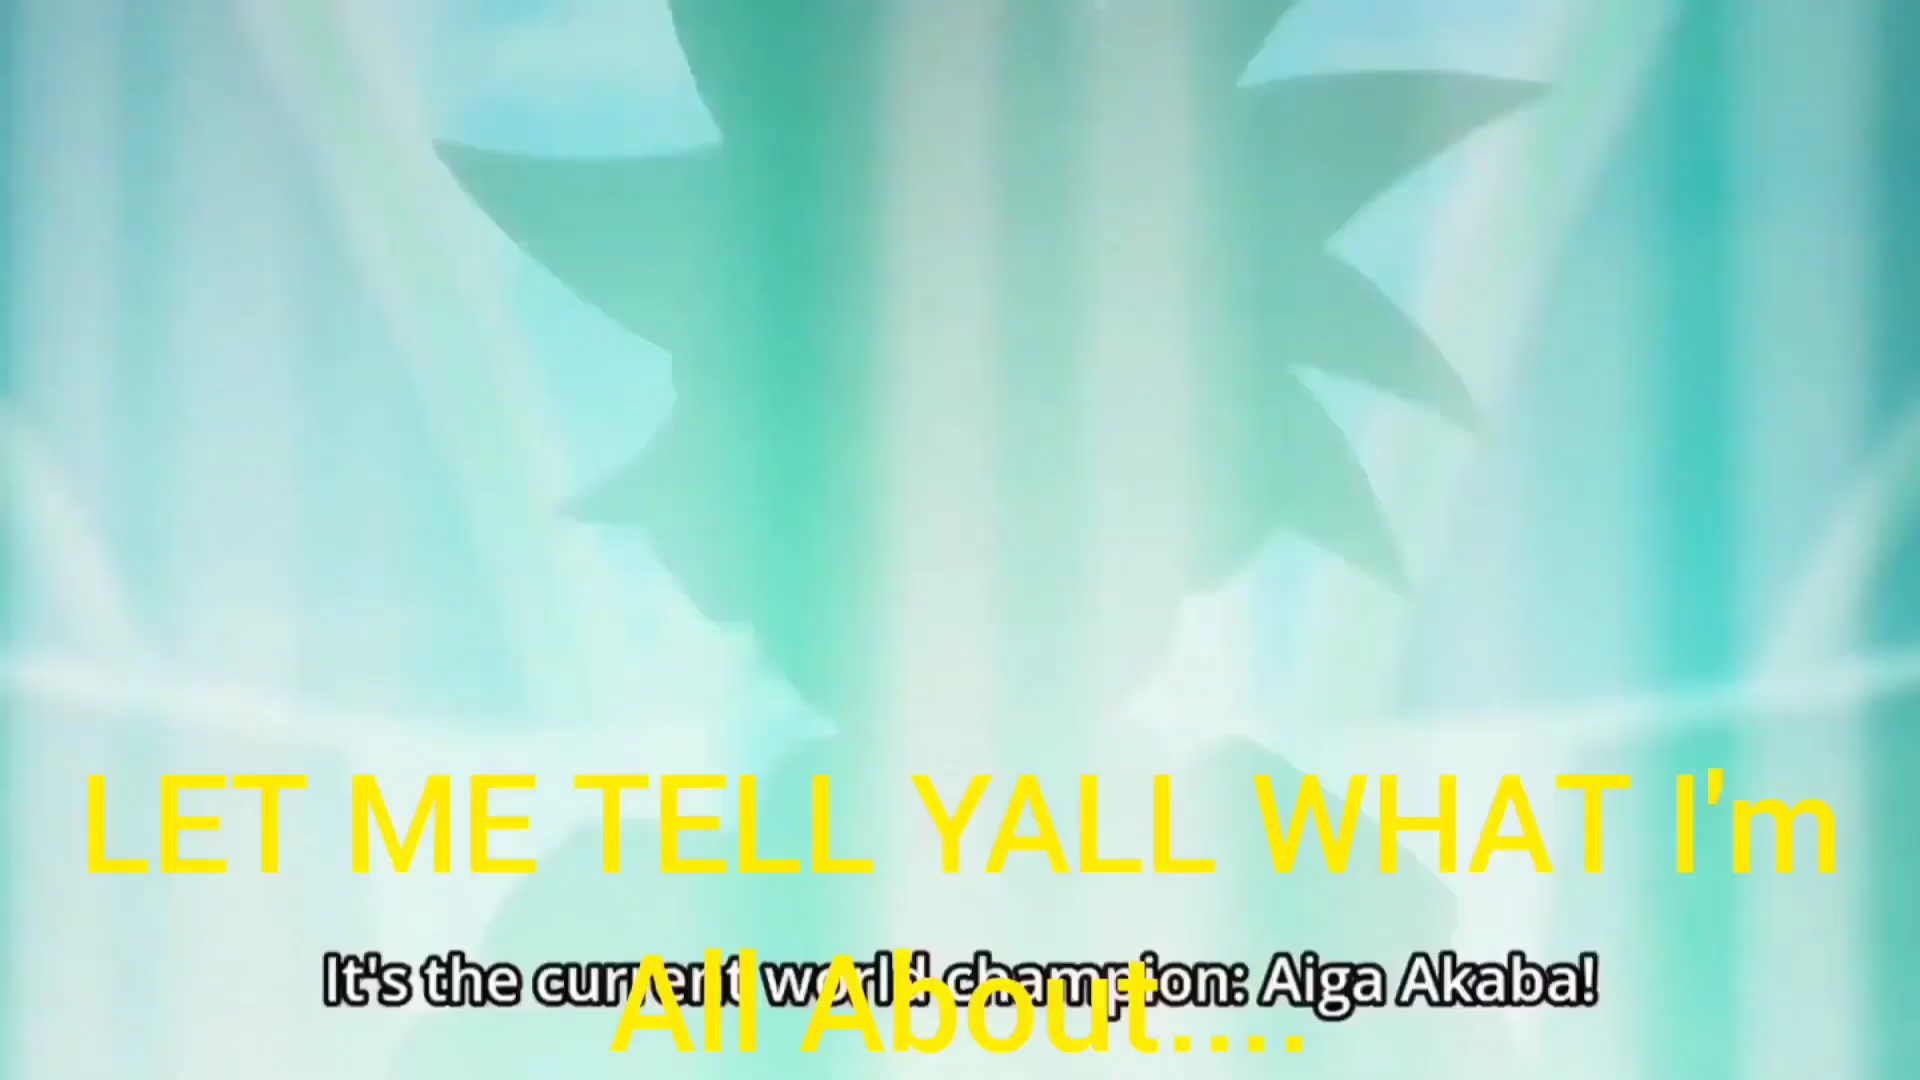 LET ME TELL YALL WHAT I'm
It's the current world champion: Aiga Akaba!
All About....